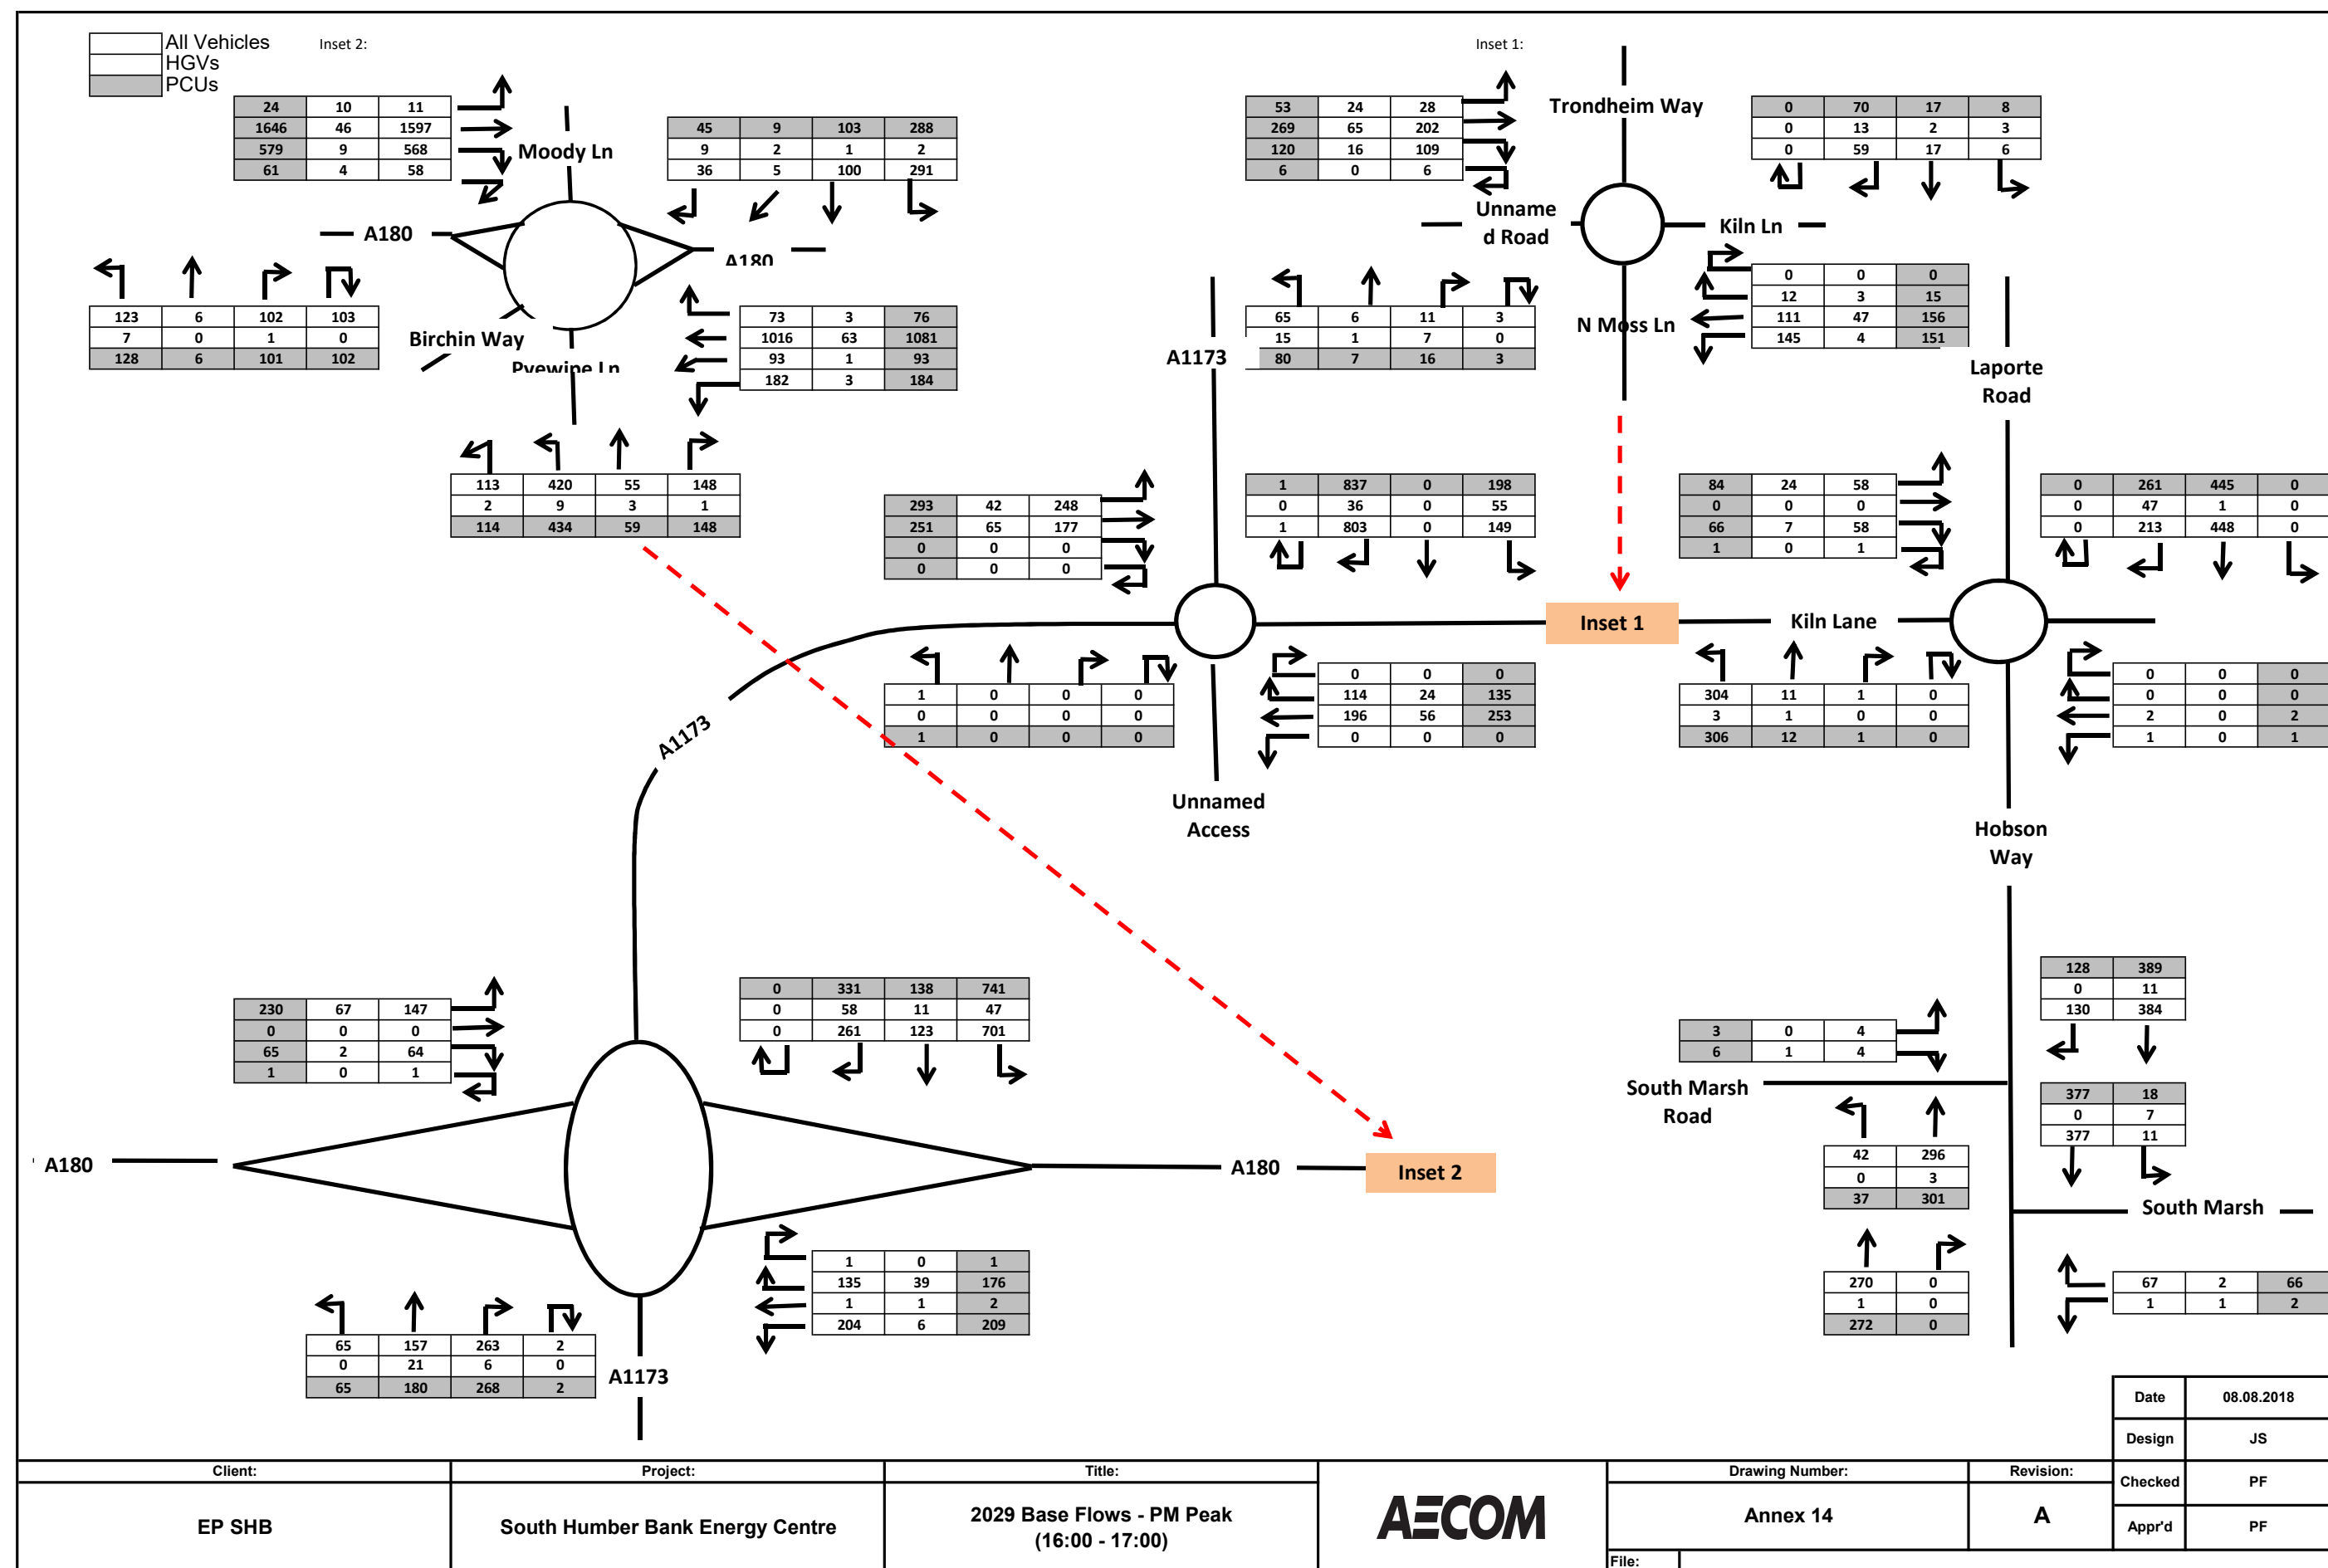 All Vehicles
HGVs
PCUs
Inset 2:
Inset 1:
24 10 11
1646 46 1597
579 9 568
61 4 58
Moody Ln
45 9 103 288
9 2 1 2
36 5 100 291
53 24 28
269 65 202
120 16 109
6 0 6
Trondheim Way
0 70 17 8
0 13 2 3
0 59 17 6
A180
A180
Unname
d Road
Kiln Ln
123 6 102 103
7 0 1 0
128 6 101 102
Birchin Way
Pyewipe Ln
73 3 76
1016 63 1081
93 1 93
182 3 184
A1173
65 6 11 3
15 1 7 0
80 7 16 3
N Moss Ln
0 0 0
12 3 15
111 47 156
145 4 151
Laporte
Road
113 420 55 148
2 9 3 1
114 434 59 148
293 42 248
251 65 177
0 0 0
0 0 0
1 837 0 198
0 36 0 55
1 803 0 149
84 24 58
0 0 0
66 7 58
1 0 1
0 261 445 0
0 47 1 0
0 213 448 0
Inset 1
Kiln Lane
1 0 0 0
0 0 0 0
1 0 0 0
0 0 0
114 24 135
196 56 253
0 0 0
304 11 1 0
3 1 0 0
306 12 1 0
0 0 0
0 0 0
2 0 2
1 0 1
A1173
Unnamed
Access
Hobson
Way
230 67 147
0 0 0
65 2 64
1 0 1
0 331 138 741
0 58 11 47
0 261 123 701
128 389
0 11
130 384
3 0 4
6 1 4
South Marsh
Road
377 18
0 7
377 11
A180
A180
Inset 2
42 296
0 3
37 301
South Marsh
1 0 1
135 39 176
1 1 2
204 6 209
270 0
1 0
272 0
67 2 66
1 1 2
65 157 263 2
0 21 6 0
65 180 268 2
A1173
Date 08.08.2018
Design JS
Checked PF
Appr'd PF
Client:
EP SHB
Project:
South Humber Bank Energy Centre
Title:
2029 Base Flows - PM Peak
(16:00 - 17:00)
AECOM
Drawing Number:
Annex 14
Revision:
A
File: